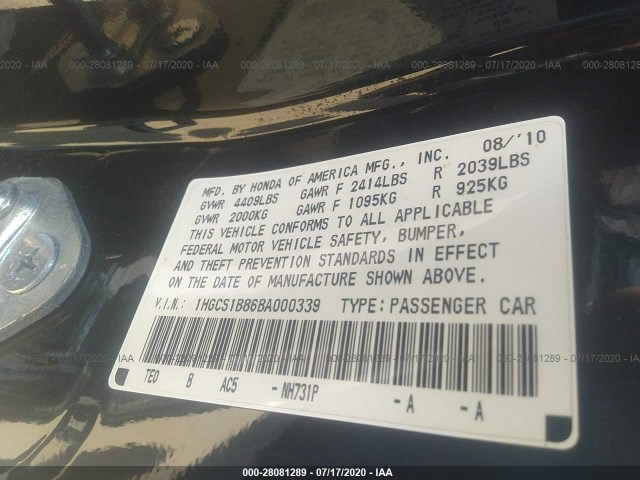 000-28081289 - 07/17/2020 - IAA
MFD. BY HONDA OF AMERICA MFG., INC. 08/'10
GVWR 4409LBS GAWR F 2414LBS R 2039LBS
GVWR 2000KG GAWR F 1095KG R 925KG
THIS VEHICLE CONFORMS TO ALL APPLICABLE
FEDERAL MOTOR VEHICLE SAFETY, BUMPER,
AND THEFT PREVENTION STANDARDS IN EFFECT
ON THE DATE OF MANUFACTURE SHOWN ABOVE.
V.I.N.: 1HGCS1B86BA000339 TYPE: PASSENGER CAR
TE0 B AC5 - NH731P -A -A
000-28081289 - 07/17/2020 - IAA